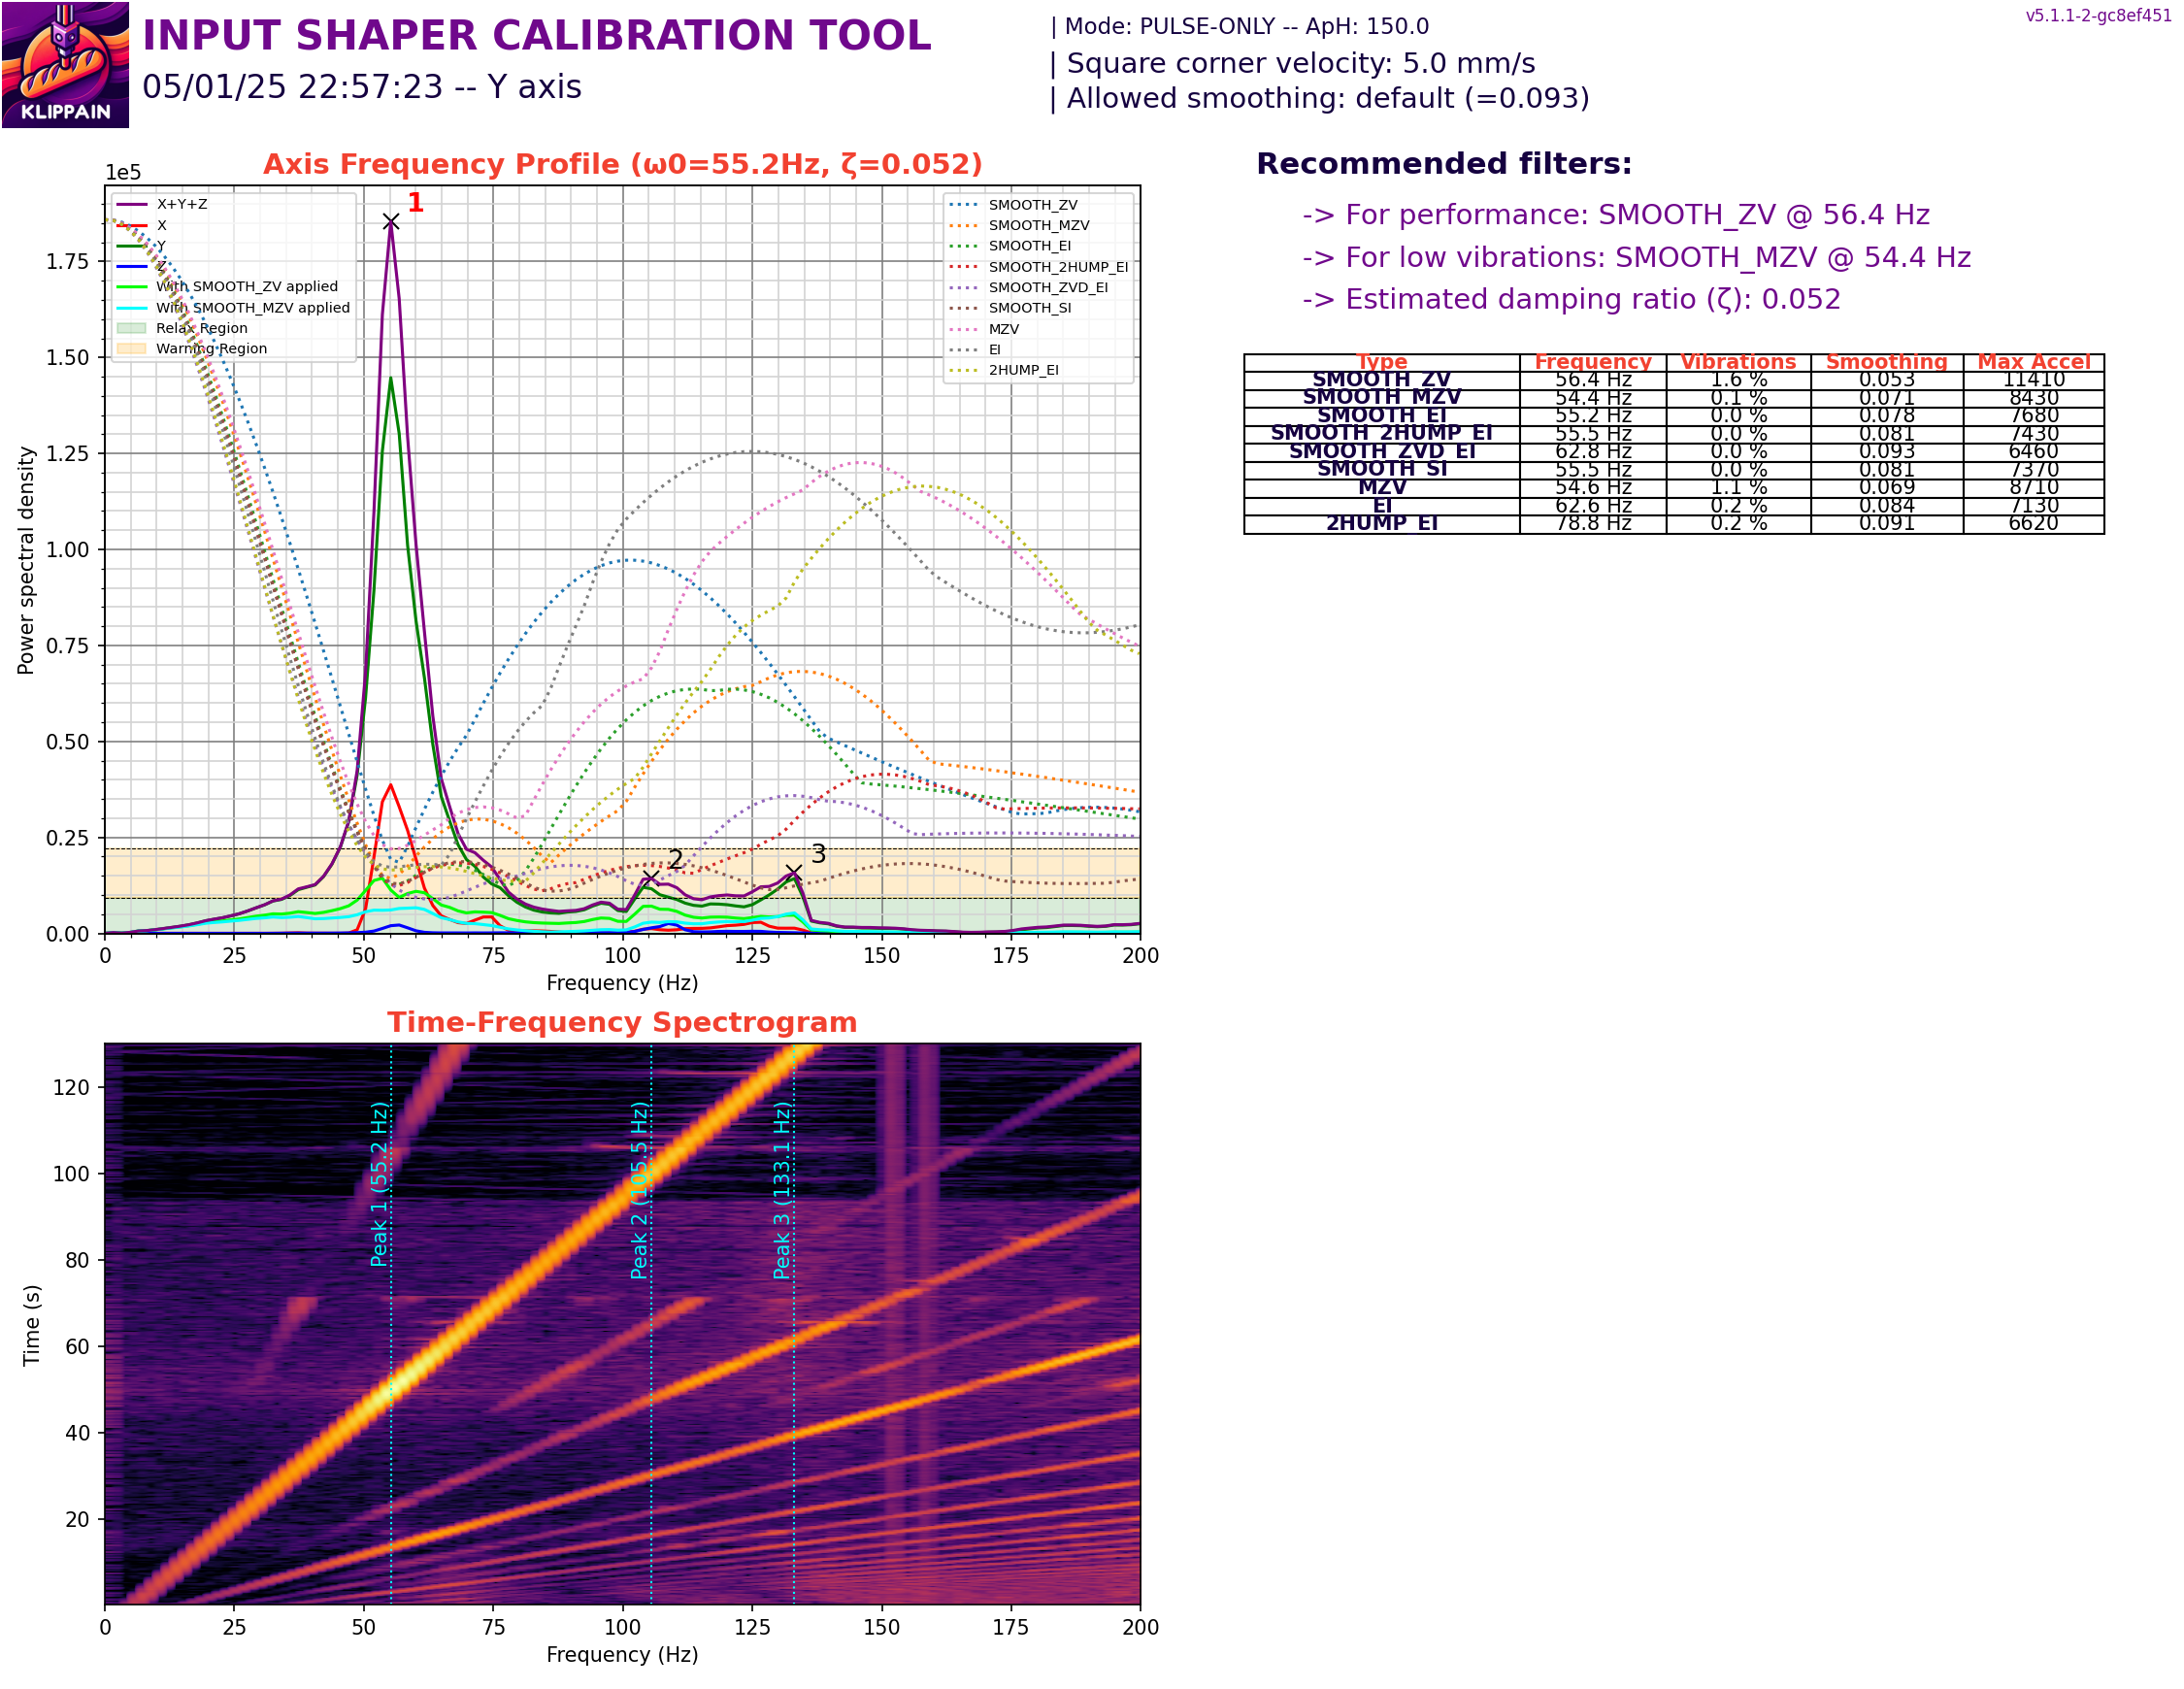 KLIPPAIN
INPUT SHAPER CALIBRATION TOOL
05/01/25 22:57:23 -- Y axis
| Mode: PULSE-ONLY -- ApH: 150.0
| Square corner velocity: 5.0 mm/s
| Allowed smoothing: default (=0.093)
v5.1.1-2-gc8ef451
Axis Frequency Profile (ω0=55.2Hz, ζ=0.052)
1e5
X+Y+Z
X
Y
Z
With SMOOTH_ZV applied
With SMOOTH_MZV applied
Relax Region
Warning Region
1
2
3
SMOOTH_ZV
SMOOTH_MZV
SMOOTH_EI
SMOOTH_2HUMP_EI
SMOOTH_ZVD_EI
SMOOTH_SI
MZV
EI
2HUMP_EI
Power spectral density
1.75
1.50
1.25
1.00
0.75
0.50
0.25
0.00
0 25 50 75 100 125 150 175 200
Frequency (Hz)
Recommended filters:
-> For performance: SMOOTH_ZV @ 56.4 Hz
-> For low vibrations: SMOOTH_MZV @ 54.4 Hz
-> Estimated damping ratio (ζ): 0.052
Type Frequency Vibrations Smoothing Max Accel
SMOOTH_ZV 56.4 Hz 1.6 % 0.053 11410
SMOOTH_MZV 54.4 Hz 0.1 % 0.071 8430
SMOOTH_EI 55.2 Hz 0.0 % 0.078 7680
SMOOTH_2HUMP_EI 55.5 Hz 0.0 % 0.081 7430
SMOOTH_ZVD_EI 62.8 Hz 0.0 % 0.093 6460
SMOOTH_SI 55.5 Hz 0.0 % 0.081 7370
MZV 54.6 Hz 1.1 % 0.069 8710
EI 62.6 Hz 0.2 % 0.084 7130
2HUMP_EI 78.8 Hz 0.2 % 0.091 6620
Time-Frequency Spectrogram
Time (s)
120
100
80
60
40
20
Peak 1 (55.2 Hz)
Peak 2 (105.5 Hz)
Peak 3 (133.1 Hz)
0 25 50 75 100 125 150 175 200
Frequency (Hz)